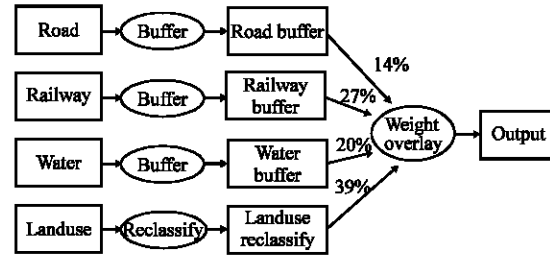 Road
Buffer
Road buffer
14%
Railway
Buffer
Railway
buffer
27%
Weight
overlay
Output
Water
Buffer
Water
buffer
20%
39%
Landuse
Reclassify
Landuse
reclassify